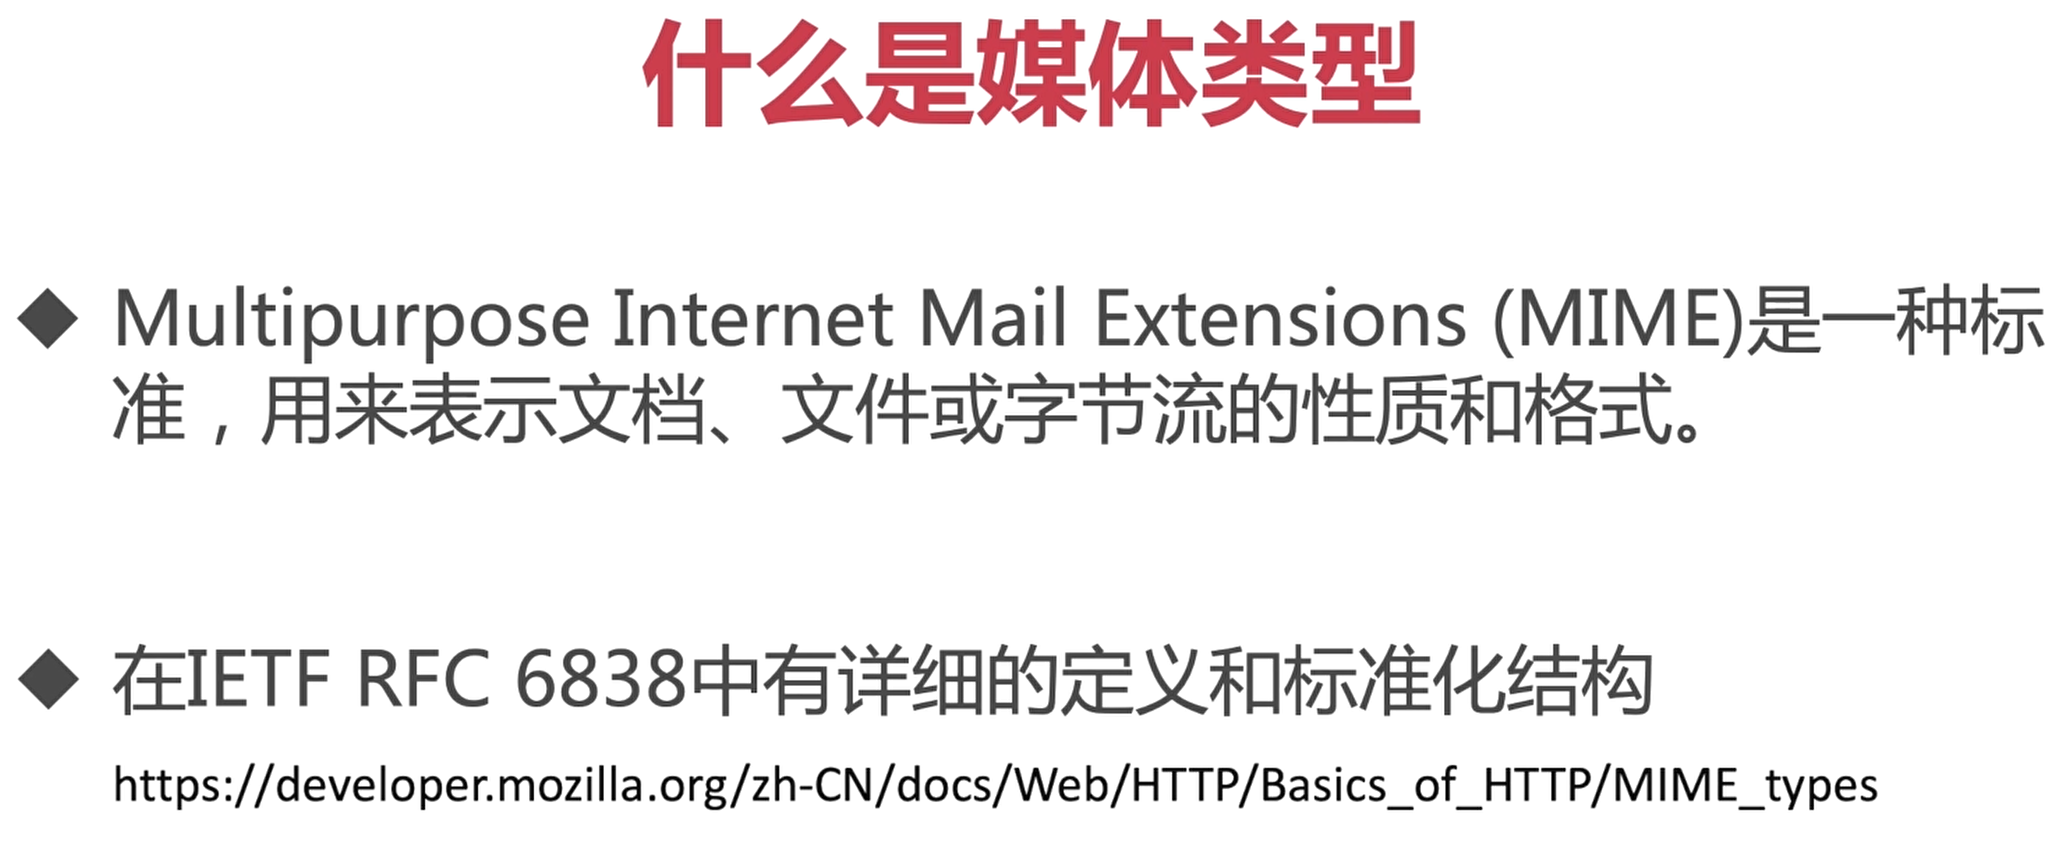 什么是媒体类型
◆ Multipurpose Internet Mail Extensions (MIME)是一种标
准，用来表示文档、文件或字节流的性质和格式。
◆ 在IETF RFC 6838中有详细的定义和标准化结构
https://developer.mozilla.org/zh-CN/docs/Web/HTTP/Basics_of_HTTP/MIME_types